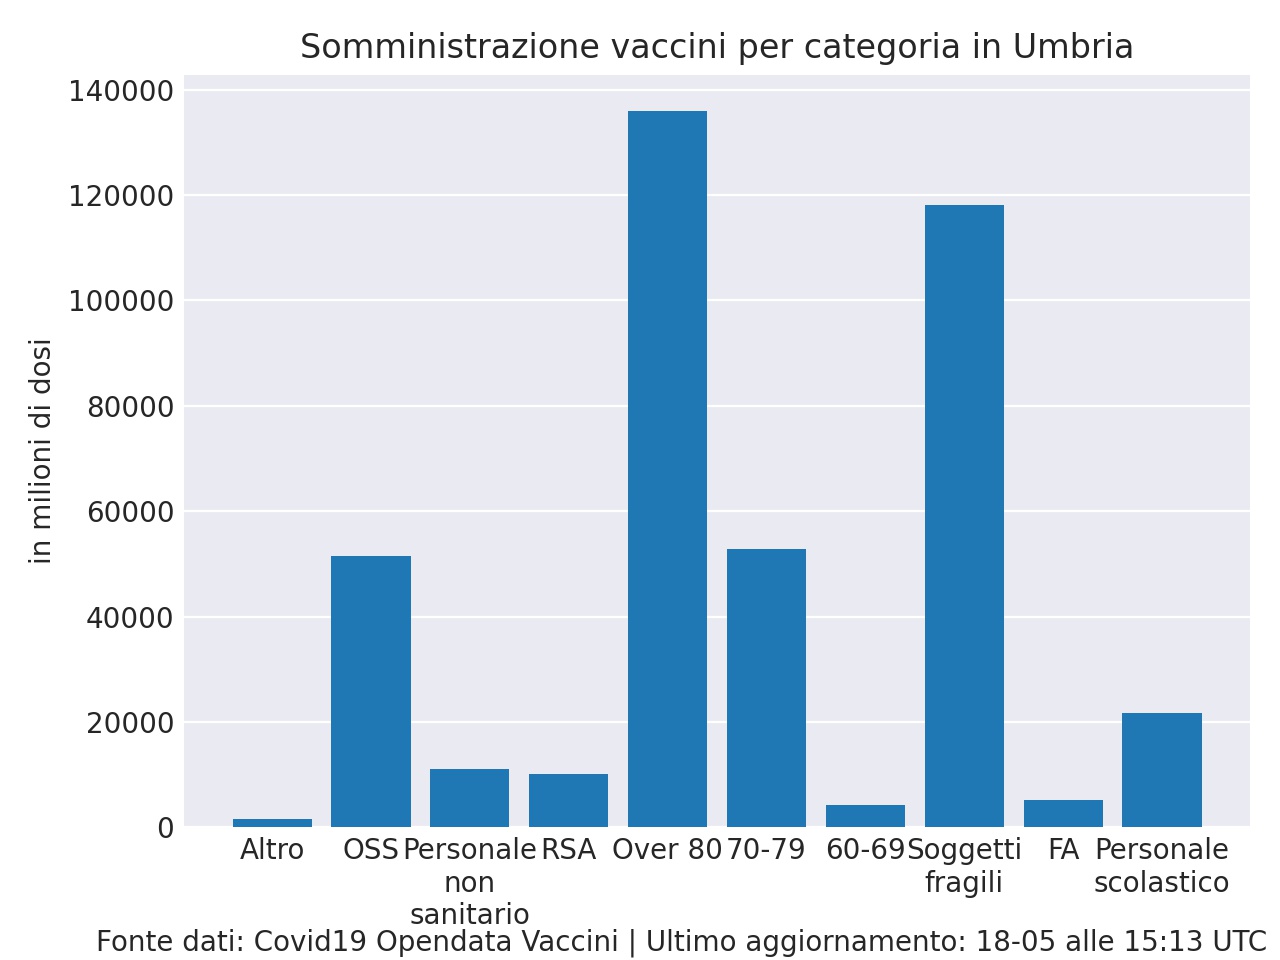 Somministrazione vaccini per categoria in Umbria
in milioni di dosi
140000
120000
100000
80000
60000
40000
20000
0
Altro
OSS
Personale
non
sanitario
RSA
Over 80
70-79
60-69
Soggetti
fragili
FA
Personale
scolastico
Fonte dati: Covid19 Opendata Vaccini | Ultimo aggiornamento: 18-05 alle 15:13 UTC